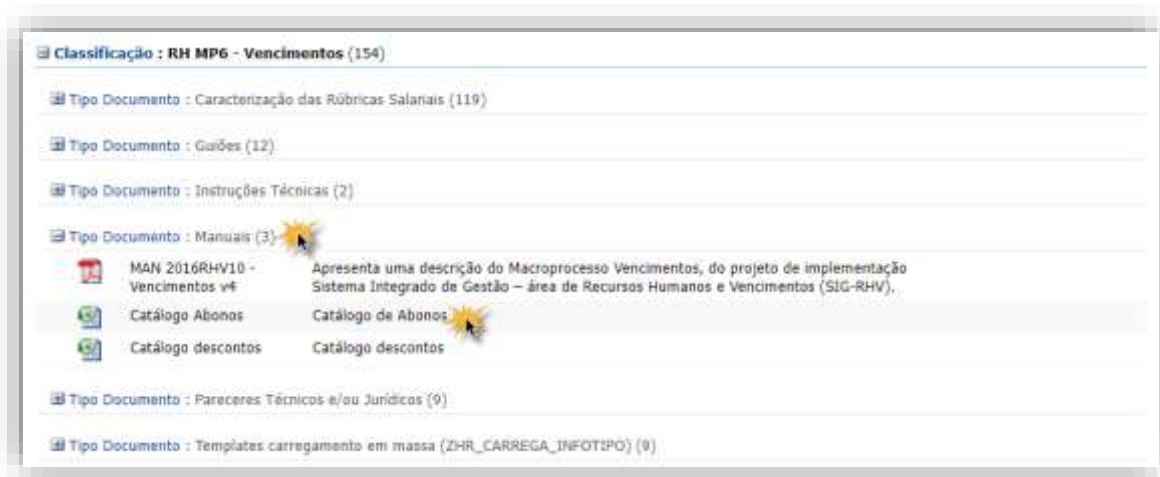 Classificação : RH MP6 - Vencimentos (154)
Tipo Documento : Caracterização das Rúbricas Salariais (119)
Tipo Documento : Guiões (12)
Tipo Documento : Instruções Técnicas (2)
Tipo Documento : Manuais (3)
MAN 2016RHV10 - Apresenta uma descrição do Macroprocesso Vencimentos, do projeto de implementação
Vencimentos v4 Sistema Integrado de Gestão – área de Recursos Humanos e Vencimentos (SIG-RHV).
Catálogo Abonos Catálogo de Abonos
Catálogo descontos Catálogo descontos
Tipo Documento : Pareceres Técnicos e/ou Jurídicos (9)
Tipo Documento : Templates carregamento em massa (ZHR_CARREGA_INFOTIPO) (9)